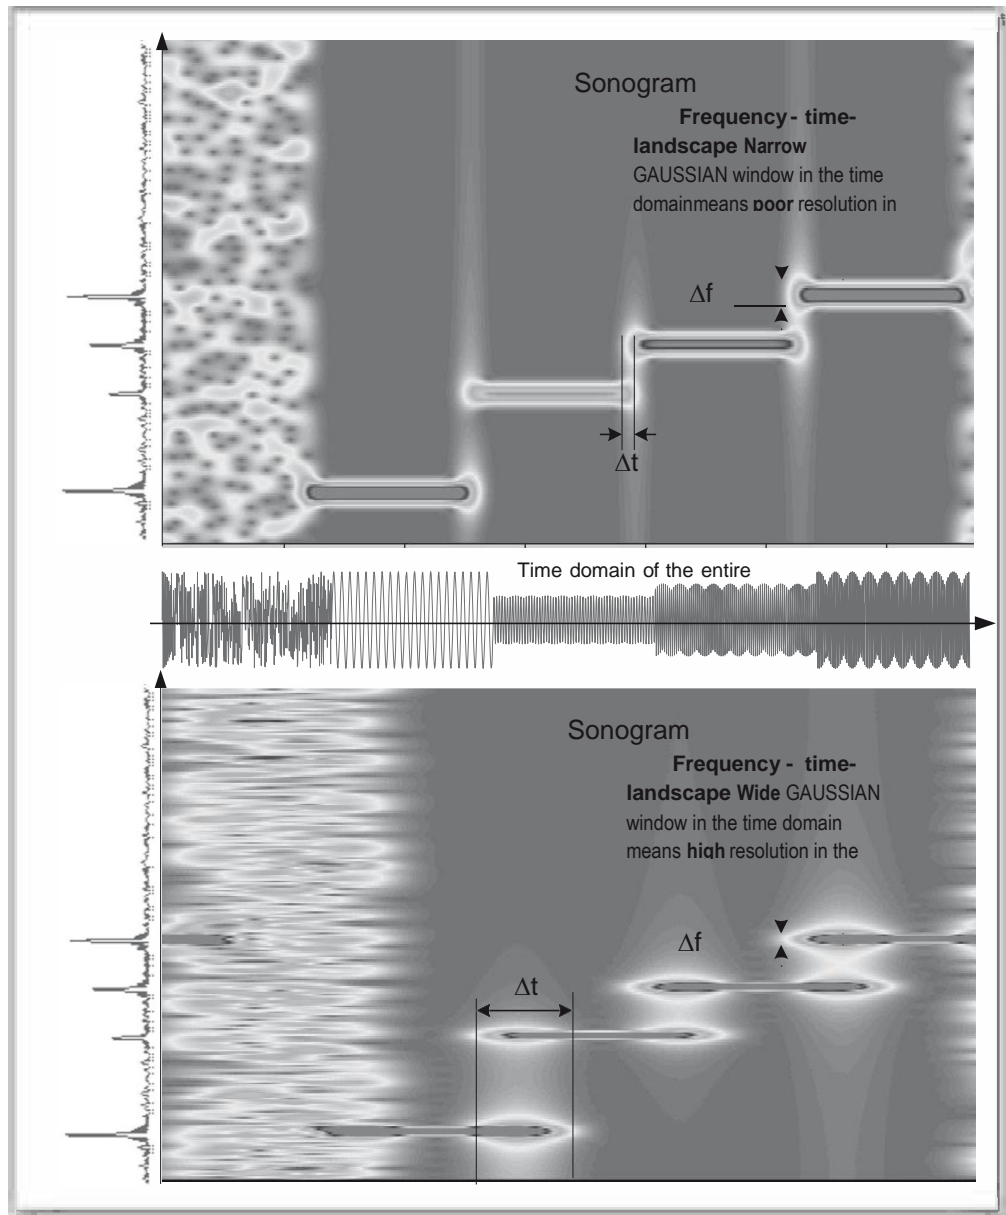 Sonogram
Frequency - time-
landscape Narrow
GAUSSIAN window in the time
domainmeans poor resolution in
Δf
Δt
Time domain of the entire
Sonogram
Frequency - time-
landscape Wide GAUSSIAN
window in the time domain
means high resolution in the
Δf
Δt